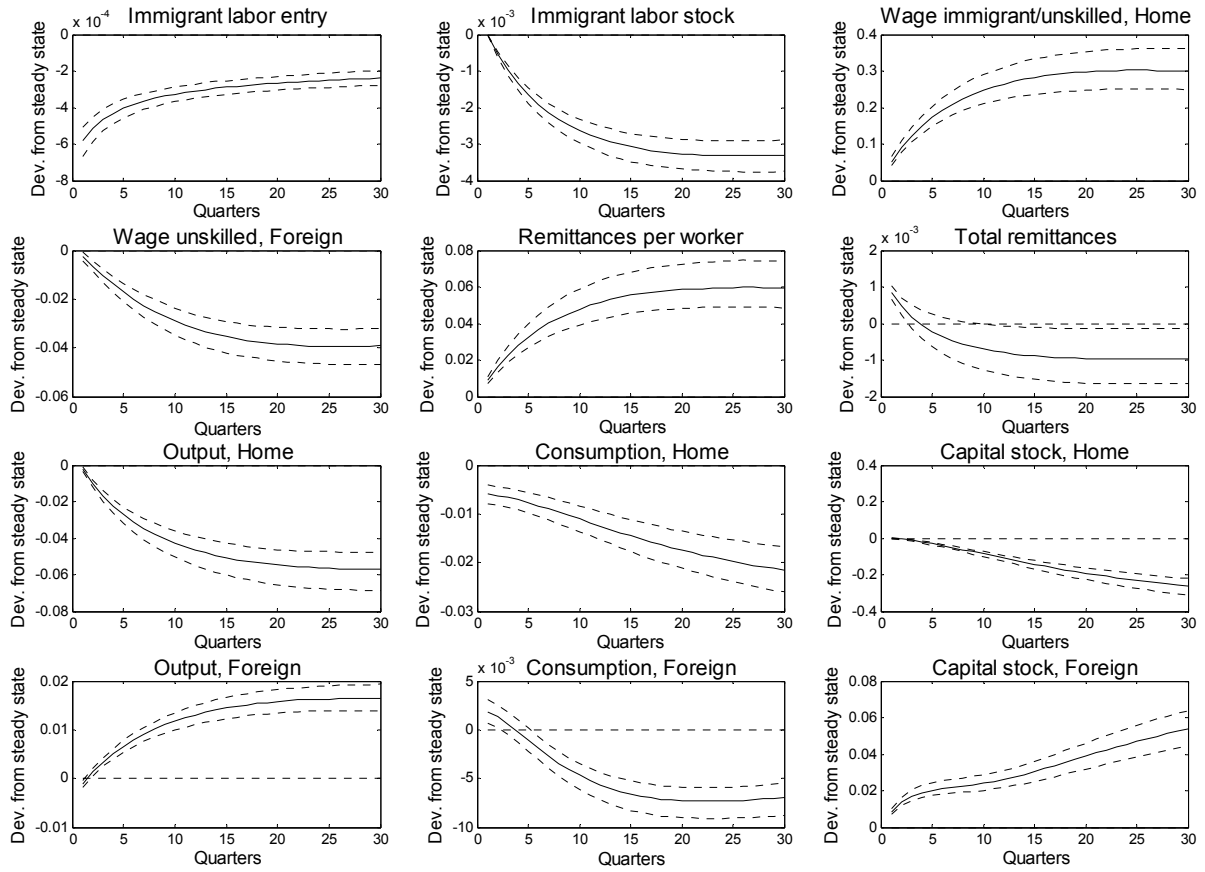 Immigrant labor entry
x 10-4
Dev. from steady state
0
-2
-4
-6
-8
0 5 10 15 20 25 30
Quarters
Immigrant labor stock
x 10-3
Dev. from steady state
0
-1
-2
-3
-4
0 5 10 15 20 25 30
Quarters
Wage immigrant/unskilled, Home
Dev. from steady state
0.4
0.3
0.2
0.1
0
0 5 10 15 20 25 30
Quarters
Wage unskilled, Foreign
Dev. from steady state
0
-0.02
-0.04
-0.06
0 5 10 15 20 25 30
Quarters
Remittances per worker
Dev. from steady state
0.08
0.06
0.04
0.02
0
0 5 10 15 20 25 30
Quarters
Total remittances
x 10-3
Dev. from steady state
2
1
0
-1
-2
0 5 10 15 20 25 30
Quarters
Output, Home
Dev. from steady state
0
-0.02
-0.04
-0.06
-0.08
0 5 10 15 20 25 30
Quarters
Consumption, Home
Dev. from steady state
0
-0.01
-0.02
-0.03
0 5 10 15 20 25 30
Quarters
Capital stock, Home
Dev. from steady state
0.4
0.2
0
-0.2
-0.4
0 5 10 15 20 25 30
Quarters
Output, Foreign
Dev. from steady state
0.02
0.01
0
-0.01
0 5 10 15 20 25 30
Quarters
Consumption, Foreign
x 10-3
Dev. from steady state
5
0
-5
-10
0 5 10 15 20 25 30
Quarters
Capital stock, Foreign
Dev. from steady state
0.08
0.06
0.04
0.02
0
0 5 10 15 20 25 30
Quarters